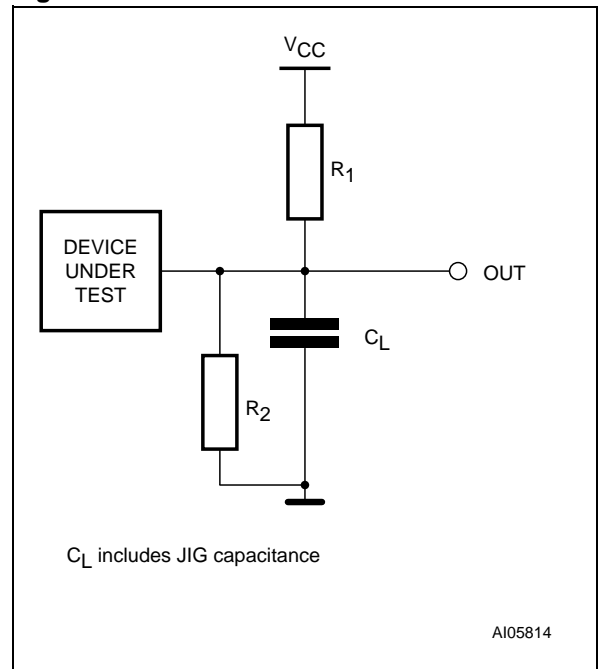 VCC
R1
DEVICE
UNDER
TEST
OUT
CL
R2
CL includes JIG capacitance
AI05814